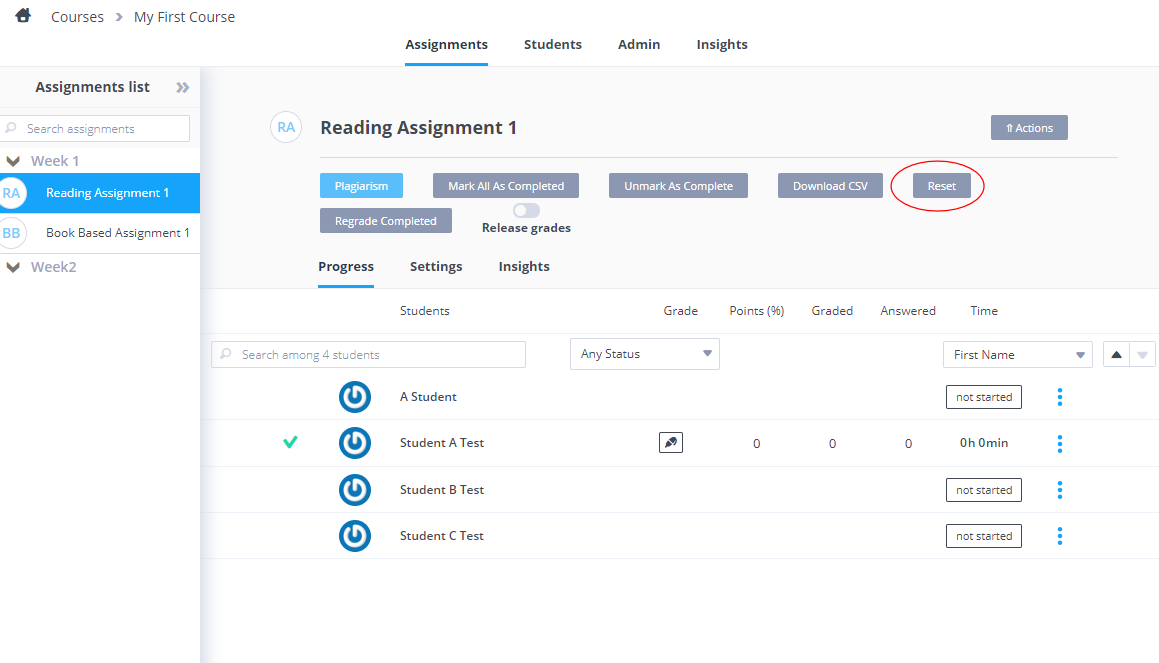 Courses My First Course
Assignments Students Admin Insights
Assignments list
Search assignments
Week 1
RA Reading Assignment 1
BB Book Based Assignment 1
Week2
RA Reading Assignment 1
⇑ Actions
Plagiarism Mark All As Completed Unmark As Complete Download CSV Reset
Regrade Completed Release grades
Progress Settings Insights
Students Grade Points (%) Graded Answered Time
Search among 4 students Any Status First Name
A Student not started
Student A Test 0 0 0 0h 0min
Student B Test not started
Student C Test not started